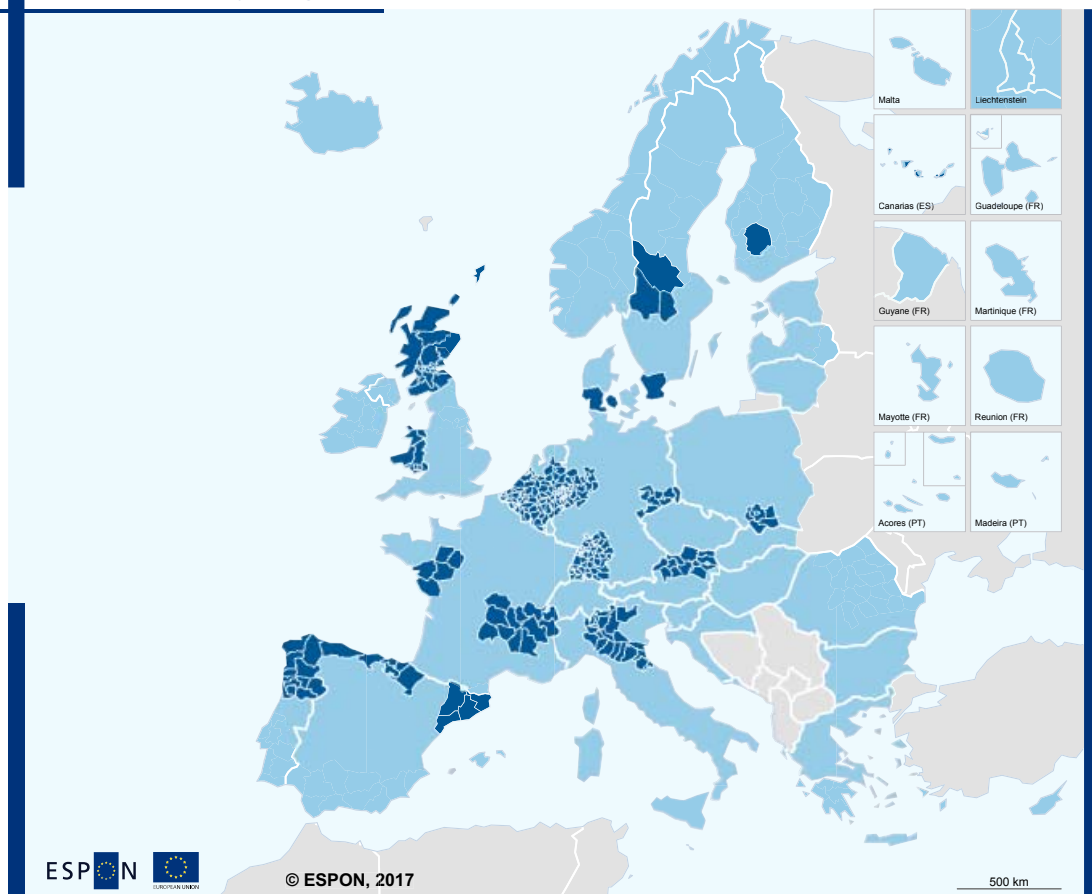 Malta
Liechtenstein
Canarias (ES)
Guadeloupe (FR)
Guyane (FR)
Martinique (FR)
Mayotte (FR)
Reunion (FR)
Acores (PT)
Madeira (PT)
ESPON
EUROPEAN UNION
© ESPON, 2017
500 km